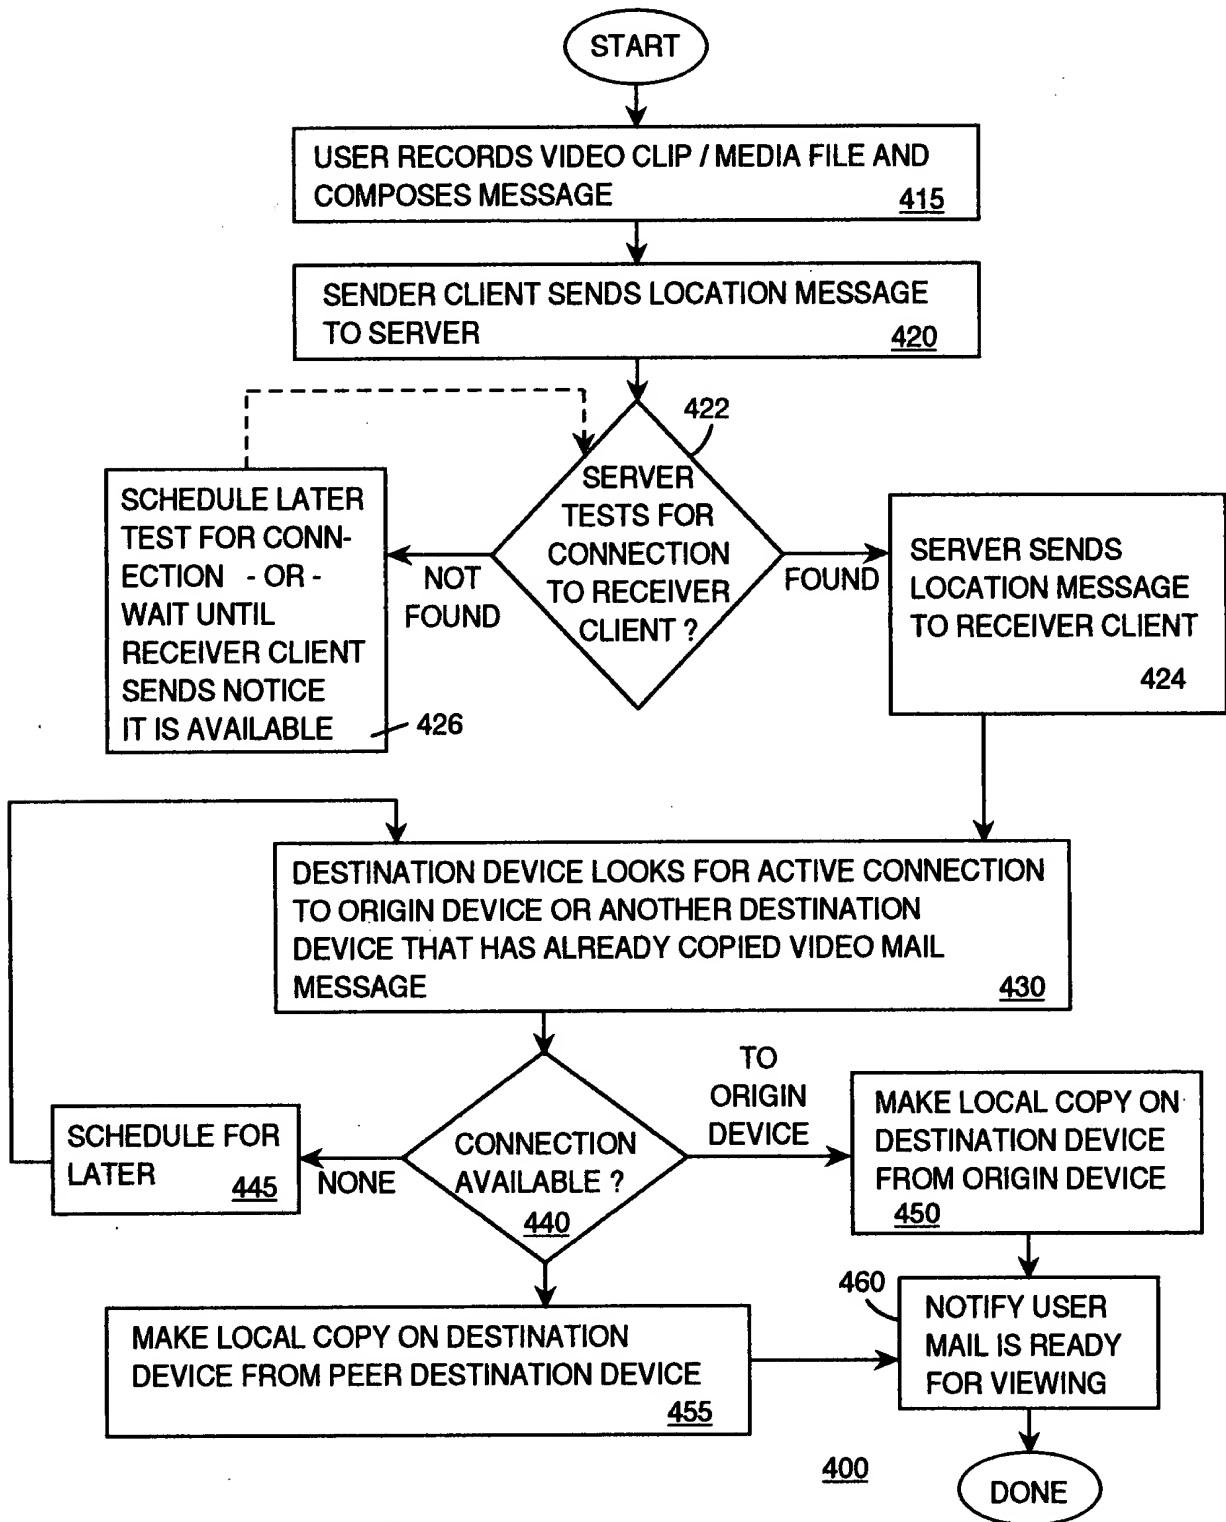 START
USER RECORDS VIDEO CLIP / MEDIA FILE AND
COMPOSES MESSAGE
415
SENDER CLIENT SENDS LOCATION MESSAGE
TO SERVER
420
422
SERVER
TESTS FOR
CONNECTION
TO RECEIVER
CLIENT ?
NOT
FOUND
FOUND
SCHEDULE LATER
TEST FOR CONN-
ECTION - OR -
WAIT UNTIL
RECEIVER CLIENT
SENDS NOTICE
IT IS AVAILABLE
426
SERVER SENDS
LOCATION MESSAGE
TO RECEIVER CLIENT
424
DESTINATION DEVICE LOOKS FOR ACTIVE CONNECTION
TO ORIGIN DEVICE OR ANOTHER DESTINATION
DEVICE THAT HAS ALREADY COPIED VIDEO MAIL
MESSAGE
430
CONNECTION
AVAILABLE ?
440
NONE
SCHEDULE FOR
LATER
445
TO
ORIGIN
DEVICE
MAKE LOCAL COPY ON
DESTINATION DEVICE
FROM ORIGIN DEVICE
450
MAKE LOCAL COPY ON DESTINATION
DEVICE FROM PEER DESTINATION DEVICE
455
460
NOTIFY USER
MAIL IS READY
FOR VIEWING
400
DONE